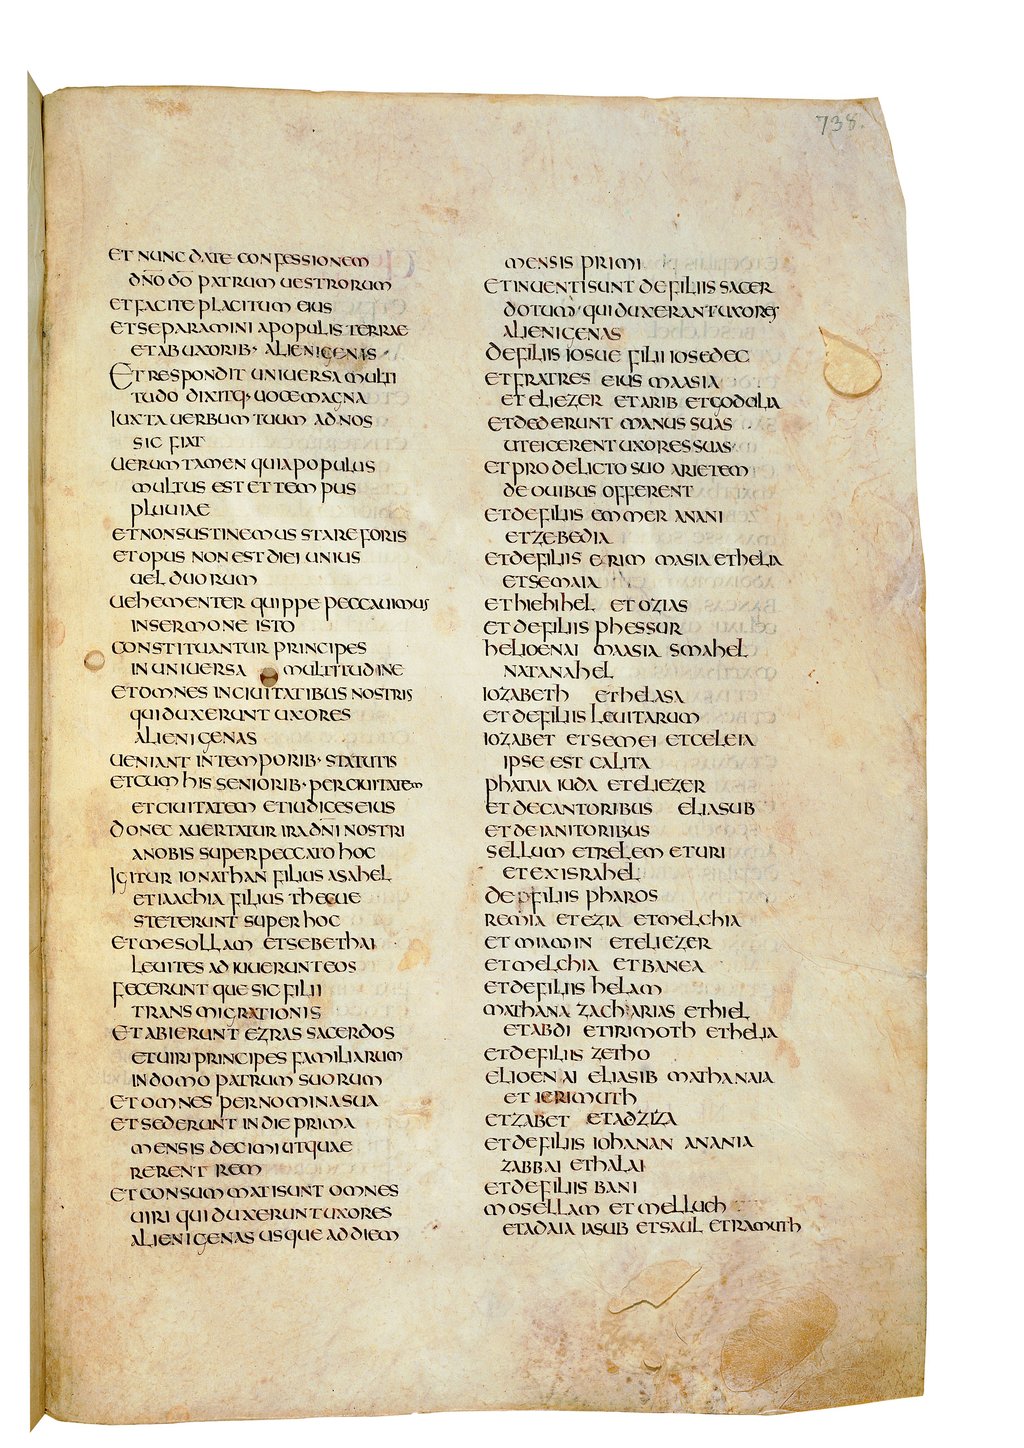 738.
ET NUNC DATE CONFESSIONEM
DNO DO PATRUM UESTRORUM
ET FACITE PLACITUM EIUS
ET SEPARAMINI A POPULIS TERRAE
ET AB UXORIB· ALIENIGENIS·
ET RESPONDIT UNIUERSA MULTI
TUDO DIXITQ· UOCE MAGNA
IUXTA UERBUM TUUM AD NOS
SIC FIAT
UERUM TAMEN QUIA POPULUS
MULTUS EST ET TEMPUS
PLUUIAE
ET NON SUSTINEMUS STARE FORIS
ET OPUS NON EST DIEI UNIUS
UEL DUORUM
UEHEMENTER QUIPPE PECCAUIMUS
IN SERMONE ISTO
CONSTITUANTUR PRINCIPES
IN UNIUERSA MULTITUDINE
ET OMNES IN CIUITATIBUS NOSTRIS
QUI DUXERUNT UXORES
ALIENIGENAS
UENIANT IN TEMPORIB· STATUTIS
ET CUM HIS SENIORIB· PER CIUITATEM
ET CIUITATEM ET IUDICES EIUS
DONEC AUERTATUR IRA DNI NOSTRI
A NOBIS SUPER PECCATO HOC
IGITUR IONATHAN FILIUS ASAHEL
ET IAACHIA FILIUS THECUE
STETERUNT SUPER HOC
ET MESOLLAM ET SEBETHAI
LEUITES ADIUUERUNT EOS
FECERUNT QUE SIC FILII
TRANSMIGRATIONIS
ET ABIERUNT EZRAS SACERDOS
ET UIRI PRINCIPES FAMILIARUM
IN DOMO PATRUM SUORUM
ET OMNES PER NOMINA SUA
ET SEDERUNT IN DIE PRIMA
MENSIS DECIMI UT QUAE
RERENT REM
ET CONSUMMATI SUNT OMNES
UIRI QUI DUXERUNT UXORES
ALIENIGENAS USQUE AD DIEM
MENSIS PRIMI
ET INUENTI SUNT DE FILIIS SACER
DOTUM QUI DUXERANT UXORES
ALIENIGENAS
DE FILIIS IOSUE FILII IOSEDEC
ET FRATRES EIUS MAASIA
ET ELIEZER ET ARIB ET GODOLIA
ET DEDERUNT MANUS SUAS
UT EICERENT UXORES SUAS
ET PRO DELICTO SUO ARIETEM
DE OUIBUS OFFERENT
ET DE FILIIS EMMER ANANI
ET ZEBEDIA
ET DE FILIIS ERIM MASIA ET HELIA
ET SEMAIA
ET HIEHIHEL ET OZIAS
ET DE FILIIS PHESSUR
HELIOENAI MAASIA SMAHEL
NATANAHEL
IOZABETH ET HELASA
ET DE FILIIS LEUITARUM
IOZABET ET SEMEI ET CELEIA
IPSE EST CALITA
PHATAIA IUDA ET ELIEZER
ET DE CANTORIBUS ELIASUB
ET DE IANITORIBUS
SELLUM ET RELEM ET URI
ET EX ISRAHEL
DE FILIIS PHAROS
REMIA ET EZIA ET MELCHIA
ET MIAMIN ET ELIEZER
ET MELCHIA ET BANEA
ET DE FILIIS HELAM
MATHANA ZACHARIAS ET HIEL
ET ABDI ET IRIMOTH ET HELIA
ET DE FILIIS ZETHO
ELIOENAI ELIASIB MATHANAIA
ET IERIMUTH
ET ZABET ET ADZIZA
ET DE FILIIS IOHANAN ANANIA
ZABBAI ET HALAI
ET DE FILIIS BANI
MOSELLAM ET MELLUCH
ET ADAIA IASUB ET SAUL ET RAMUTH